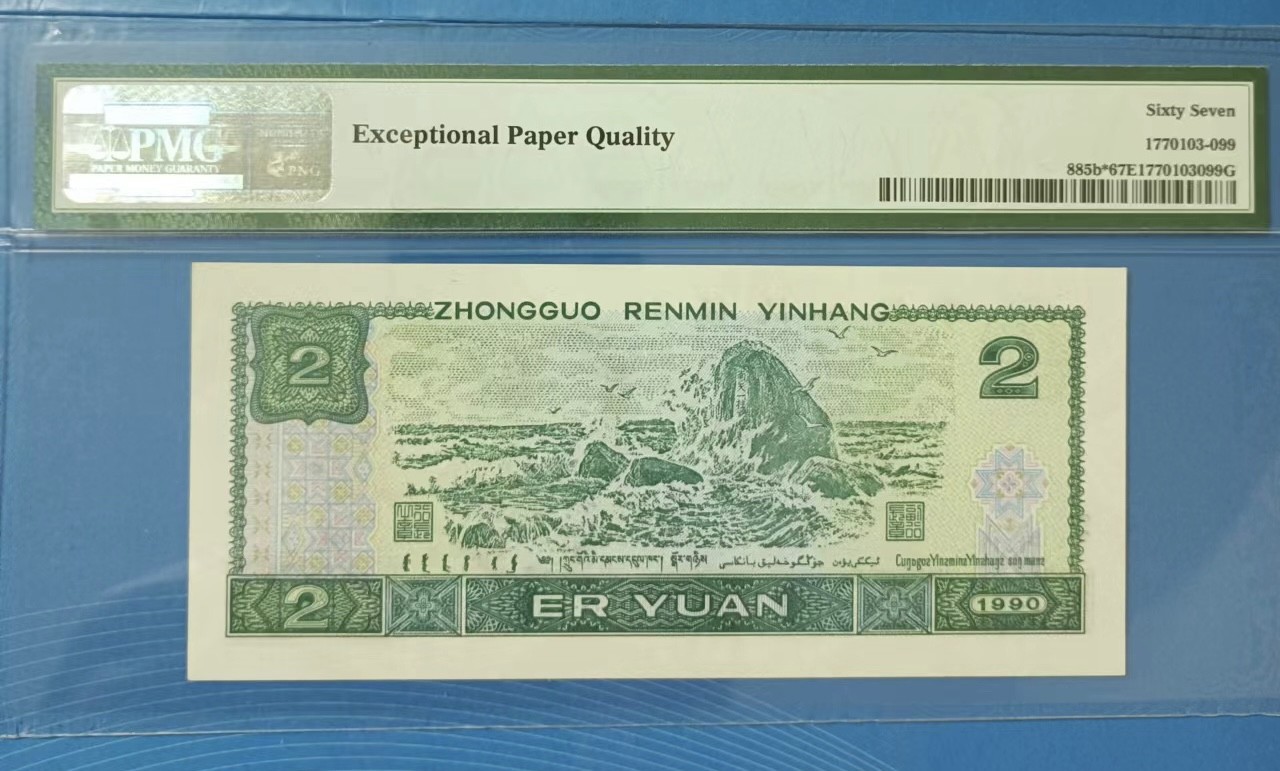 PMG
PAPER MONEY GUARANTY
PNG
Exceptional Paper Quality
Sixty Seven
1770103-099
885b*67E1770103099G
ZHONGGUO RENMIN YINHANG
2
2
2
ER YUAN
1990